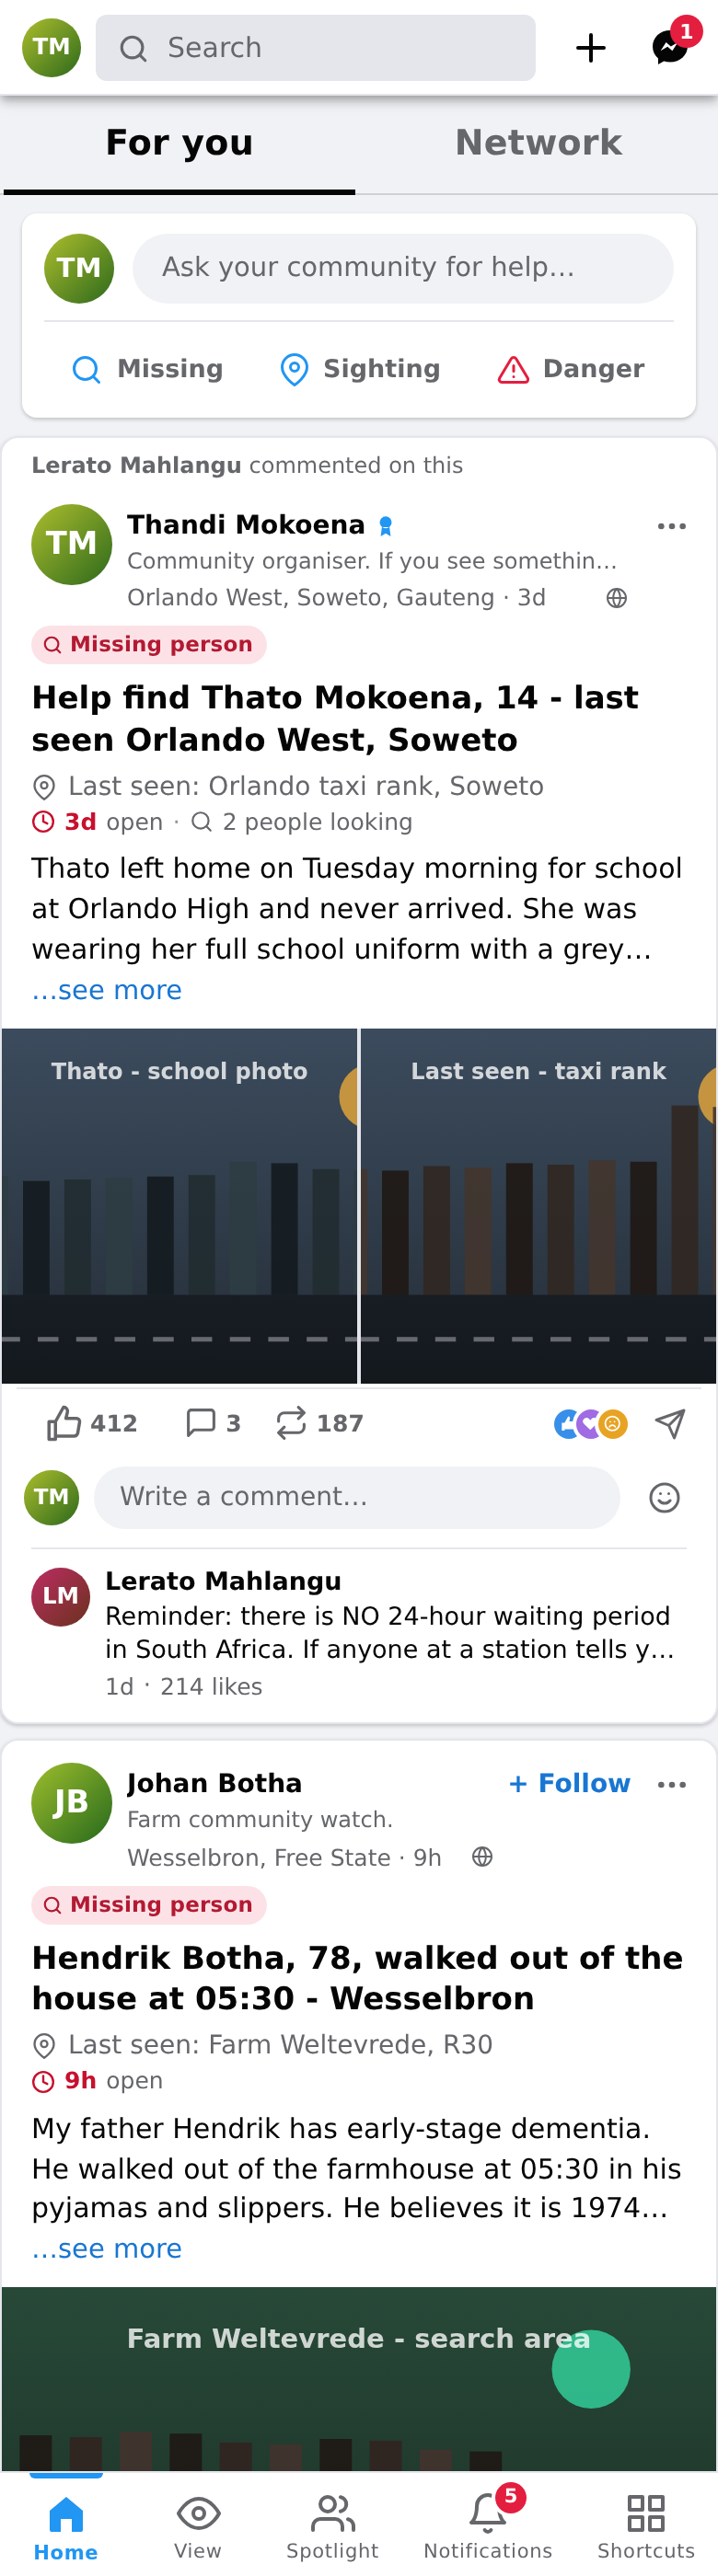 TM
Search
1
For you
Network
TM
Ask your community for help...
Missing
Sighting
Danger
Lerato Mahlangu commented on this
TM
Thandi Mokoena
Community organiser. If you see somethin...
Orlando West, Soweto, Gauteng · 3d
Missing person
Help find Thato Mokoena, 14 - last
seen Orlando West, Soweto
Last seen: Orlando taxi rank, Soweto
3d open · 2 people looking
Thato left home on Tuesday morning for school
at Orlando High and never arrived. She was
wearing her full school uniform with a grey...
...see more
Thato - school photo
Last seen - taxi rank
412
3
187
TM
Write a comment...
LM
Lerato Mahlangu
Reminder: there is NO 24-hour waiting period
in South Africa. If anyone at a station tells y...
1d · 214 likes
JB
Johan Botha
+ Follow
Farm community watch.
Wesselbron, Free State · 9h
Missing person
Hendrik Botha, 78, walked out of the
house at 05:30 - Wesselbron
Last seen: Farm Weltevrede, R30
9h open
My father Hendrik has early-stage dementia.
He walked out of the farmhouse at 05:30 in his
pyjamas and slippers. He believes it is 1974...
...see more
Farm Weltevrede - search area
5
Home
View
Spotlight
Notifications
Shortcuts